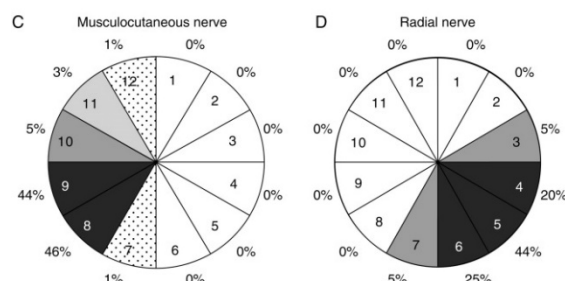 C Musculocutaneous nerve
1% 0%
3% 12 1 0%
11 2
5% 10 3 0%
44% 9 4 0%
46% 8 5 0%
7 6
1% 0%
D Radial nerve
0% 0%
0% 12 1 0%
11 2
0% 10 3 5%
0% 9 4 20%
0% 8 5 44%
7 6
5% 25%